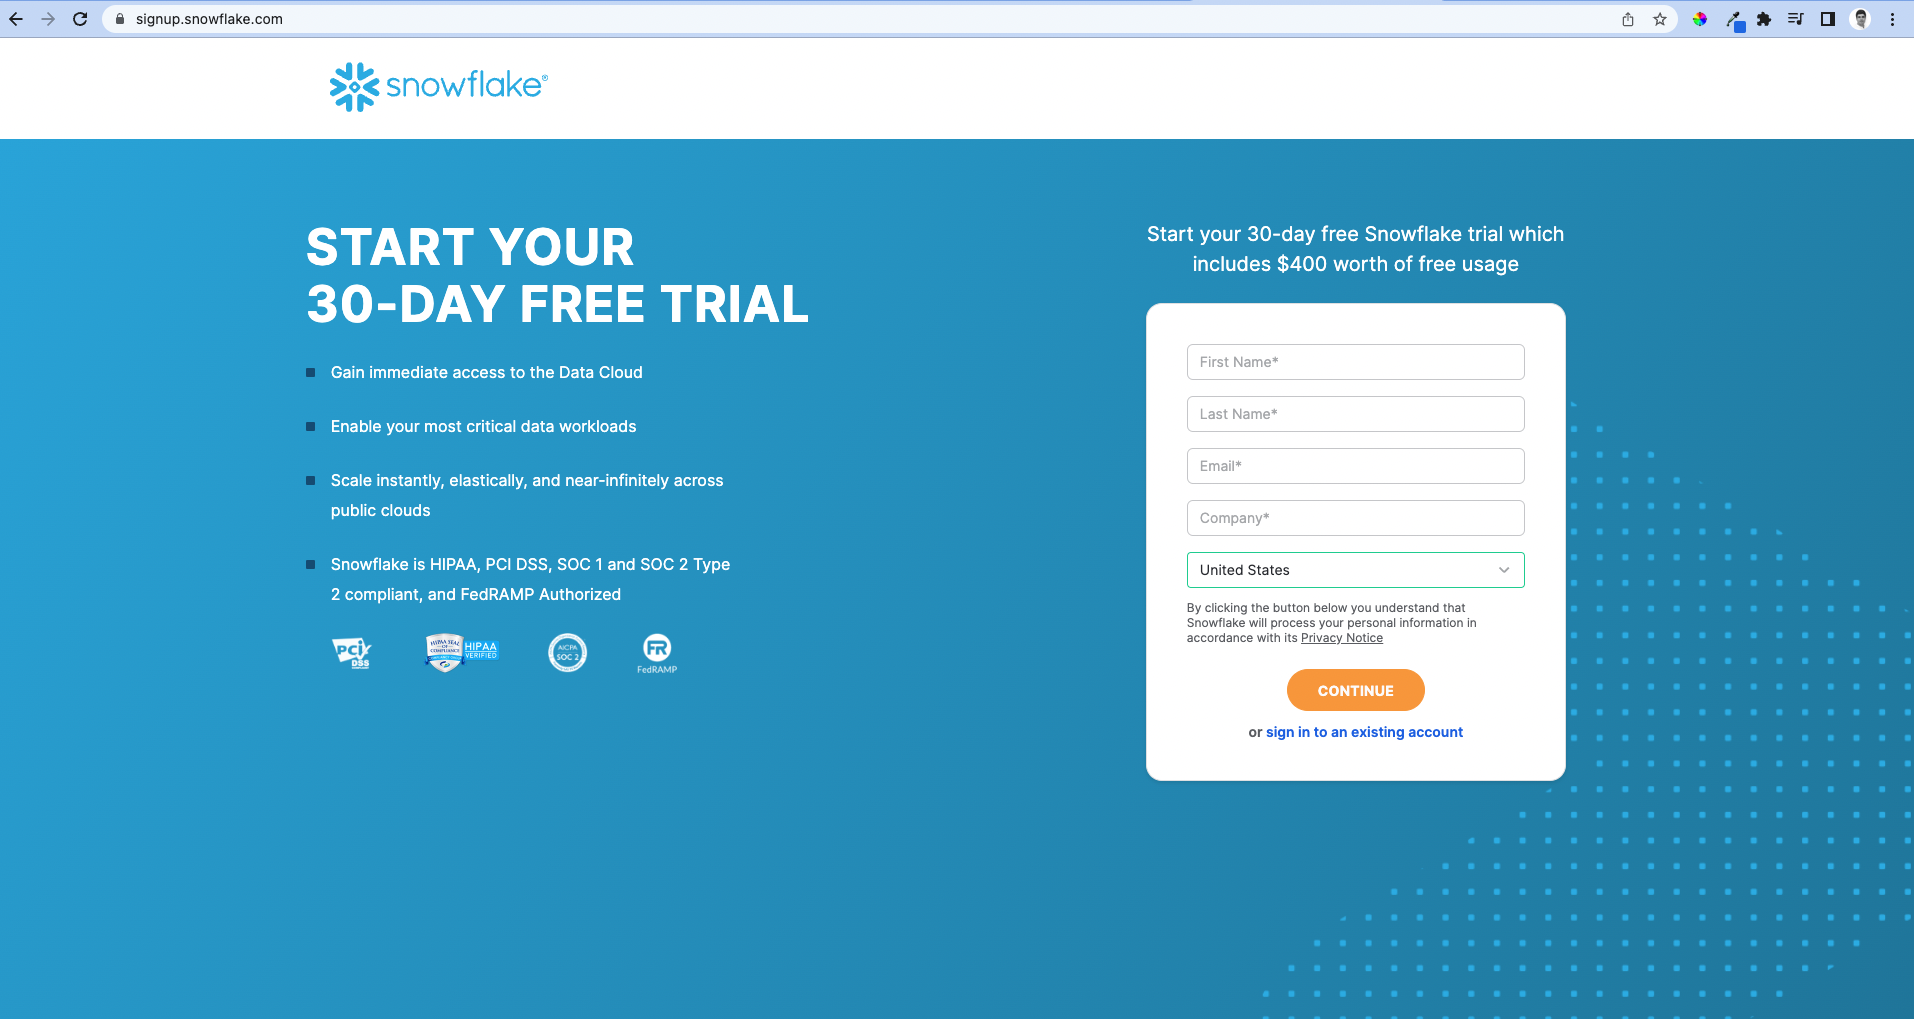 signup.snowflake.com
snowflake®
START YOUR
30-DAY FREE TRIAL
Gain immediate access to the Data Cloud
Enable your most critical data workloads
Scale instantly, elastically, and near-infinitely across
public clouds
Snowflake is HIPAA, PCI DSS, SOC 1 and SOC 2 Type
2 compliant, and FedRAMP Authorized
PCI
DSS
HIPAA SEAL
OF
COMPLIANCE
HIPAA
VERIFIED
AICPA
SOC 2
FR
FedRAMP
Start your 30-day free Snowflake trial which
includes $400 worth of free usage
First Name*
Last Name*
Email*
Company*
United States
By clicking the button below you understand that
Snowflake will process your personal information in
accordance with its Privacy Notice
CONTINUE
or sign in to an existing account